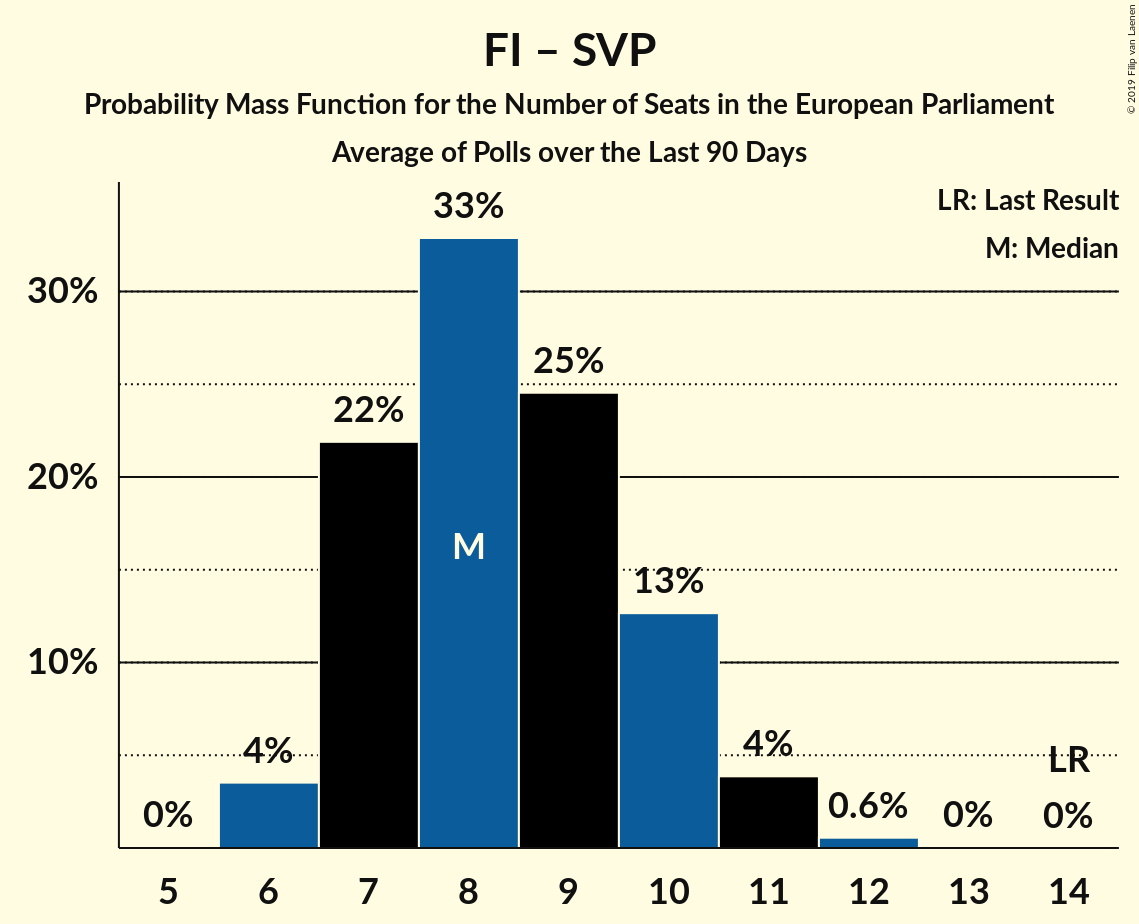 FI – SVP
Probability Mass Function for the Number of Seats in the European Parliament
Average of Polls over the Last 90 Days
© 2019 Filip van Laenen
LR: Last Result
M: Median
33%
30%
25%
22%
20%
M
13%
10%
4%
4%
LR
0%
0.6%
0%
0%
5 6 7 8 9 10 11 12 13 14